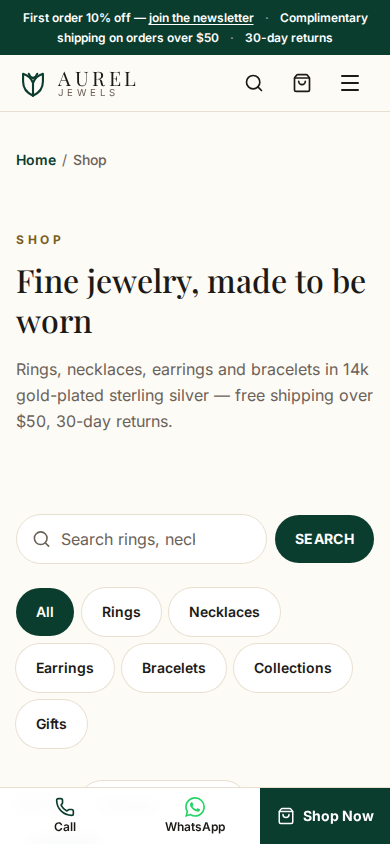 First order 10% off — join the newsletter · Complimentary
shipping on orders over $50 · 30-day returns
AUREL
JEWELS
Home / Shop
SHOP
Fine jewelry, made to be
worn
Rings, necklaces, earrings and bracelets in 14k
gold-plated sterling silver — free shipping over
$50, 30-day returns.
Search rings, necl
SEARCH
All Rings Necklaces
Earrings Bracelets Collections
Gifts
Call WhatsApp Shop Now